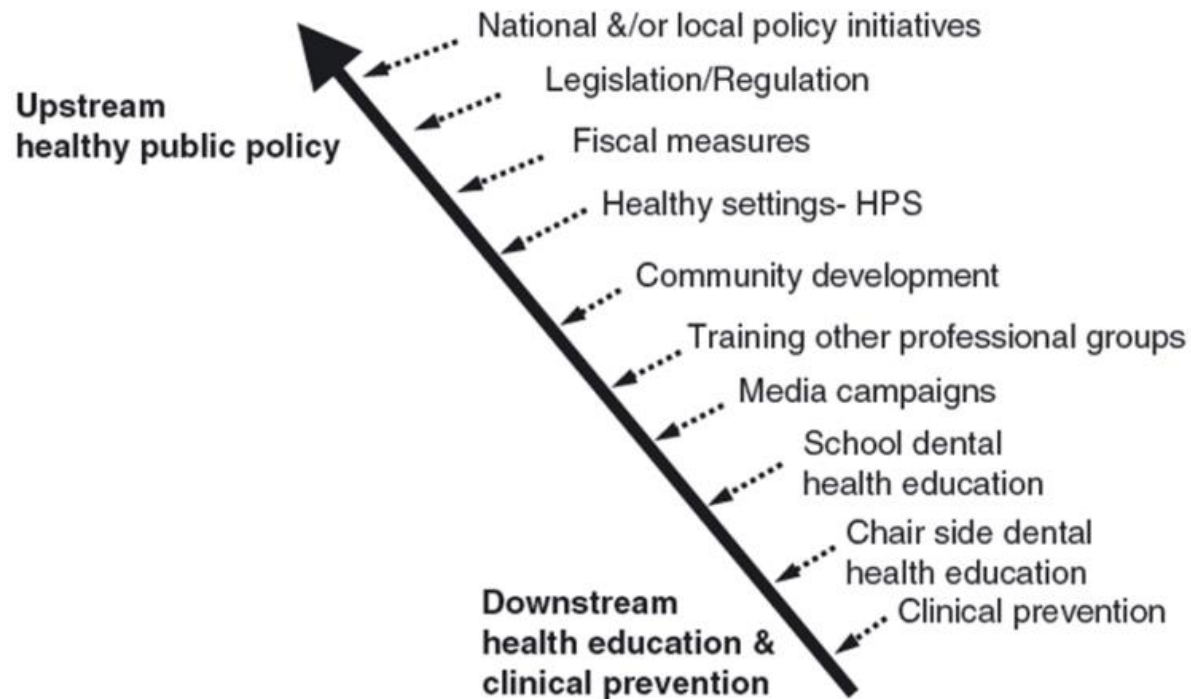 National &/or local policy initiatives
Legislation/Regulation
Upstream
healthy public policy
Fiscal measures
Healthy settings- HPS
Community development
Training other professional groups
Media campaigns
School dental
health education
Chair side dental
health education
Clinical prevention
Downstream
health education &
clinical prevention